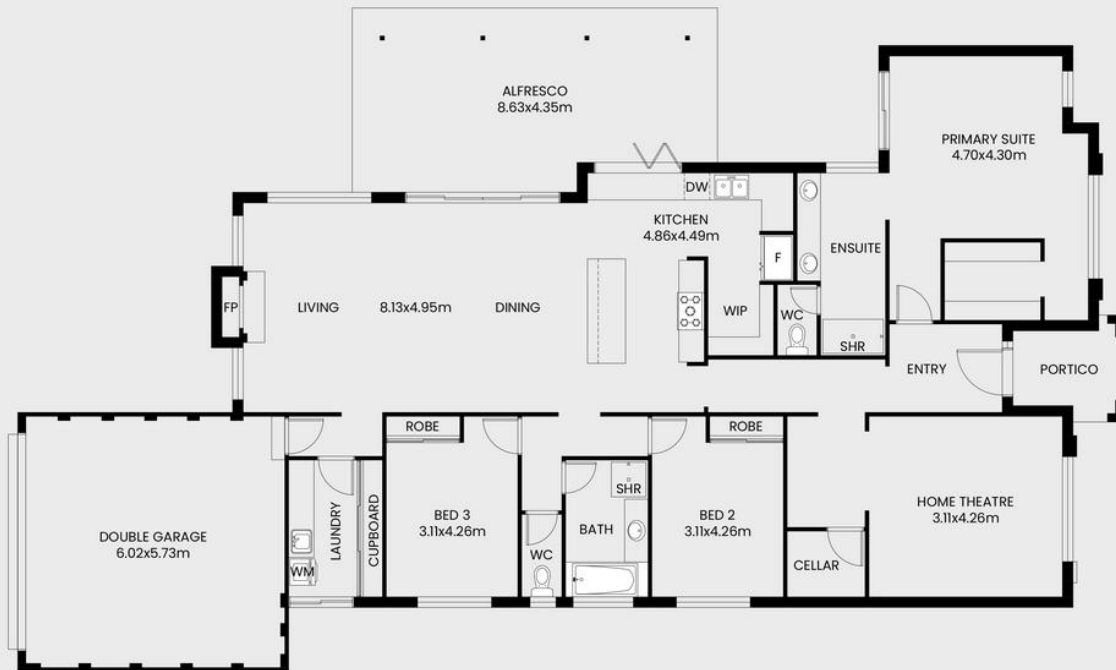 ALFRESCO
8.63x4.35m
PRIMARY SUITE
4.70x4.30m
DW
KITCHEN
4.86x4.49m
F
ENSUITE
FP
LIVING
8.13x4.95m
DINING
WIP
WC
SHR
ENTRY
PORTICO
ROBE
ROBE
DOUBLE GARAGE
6.02x5.73m
LAUNDRY
WM
CUPBOARD
BED 3
3.11x4.26m
WC
BATH
SHR
BED 2
3.11x4.26m
CELLAR
HOME THEATRE
3.11x4.26m